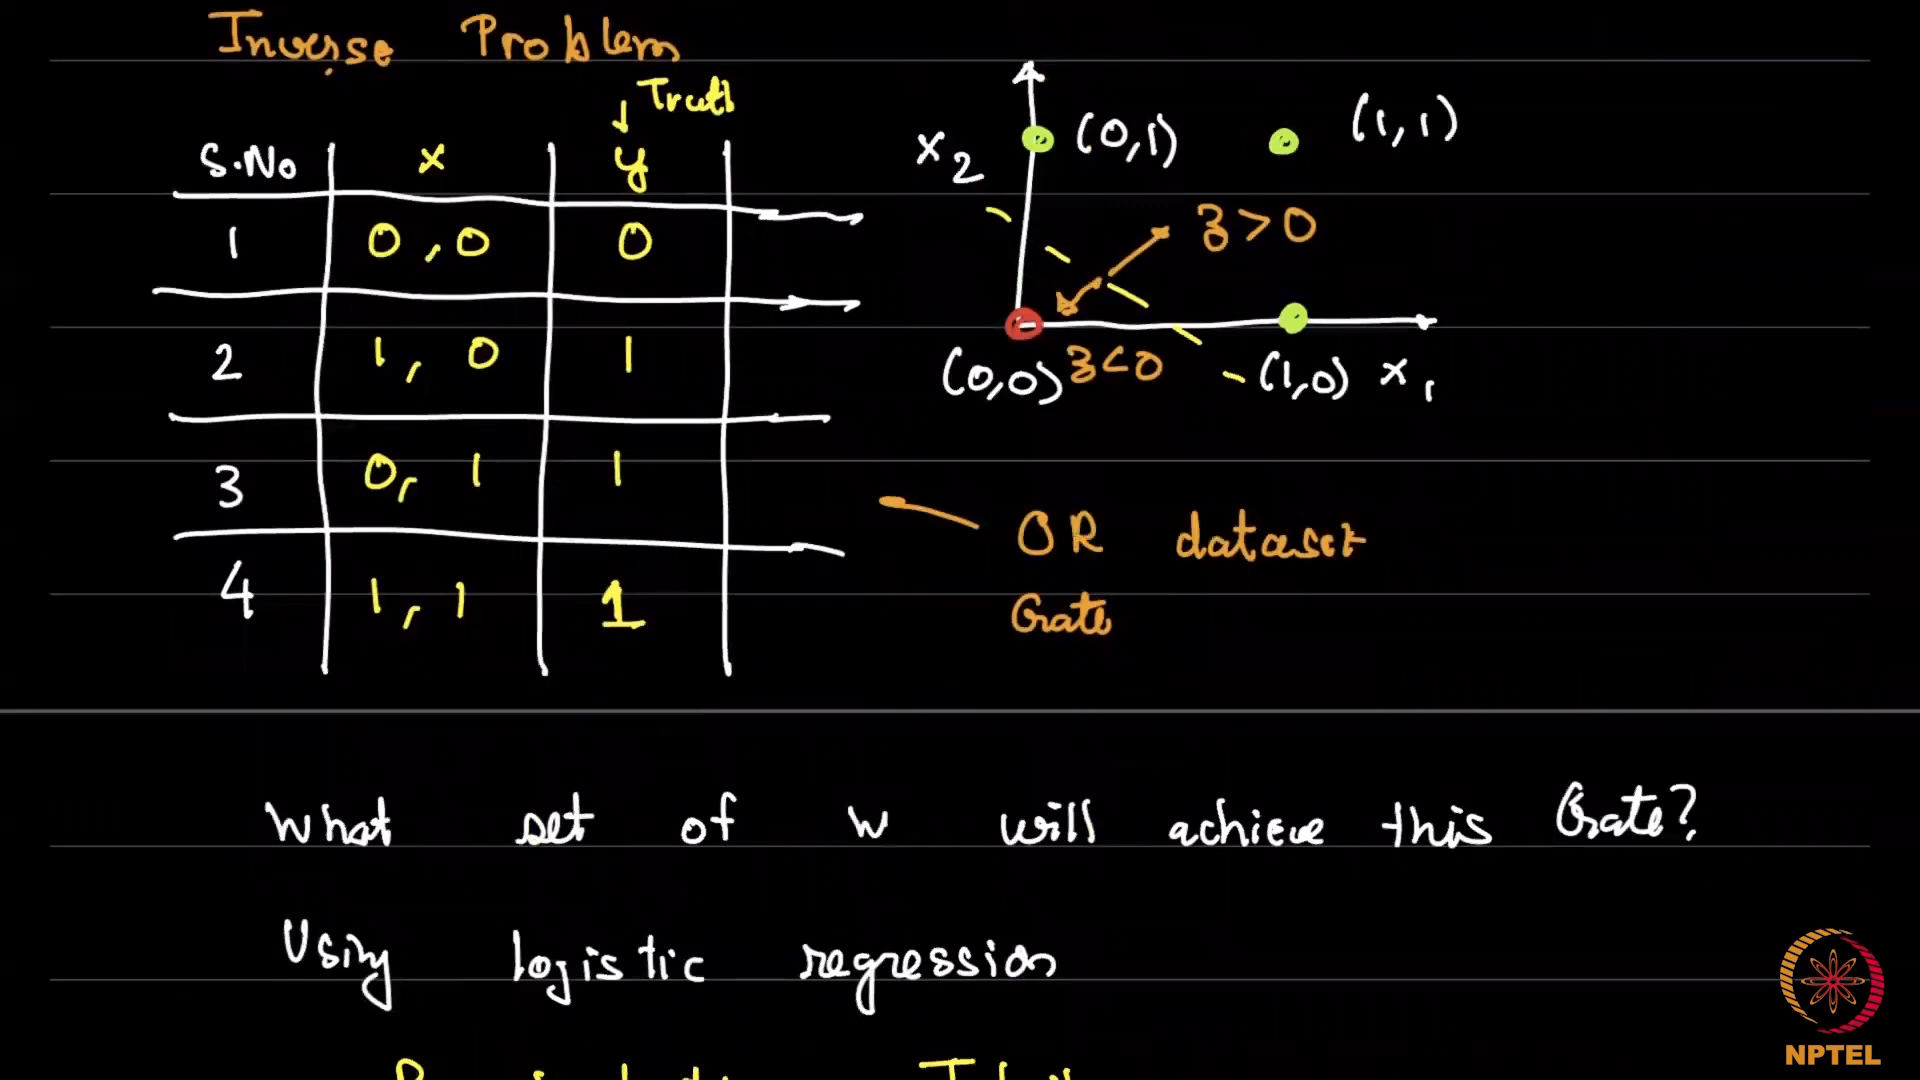 Inverse Problem
↓ Truth
S.No x y
1 0,0 0
2 1,0 1
3 0,1 1
4 1,1 1
x2 (0,1) (1,1)
z>0
(0,0) z<0 (1,0) x1
OR dataset
Gate
What set of w will achieve this Gate?
Using logistic regression
NPTEL